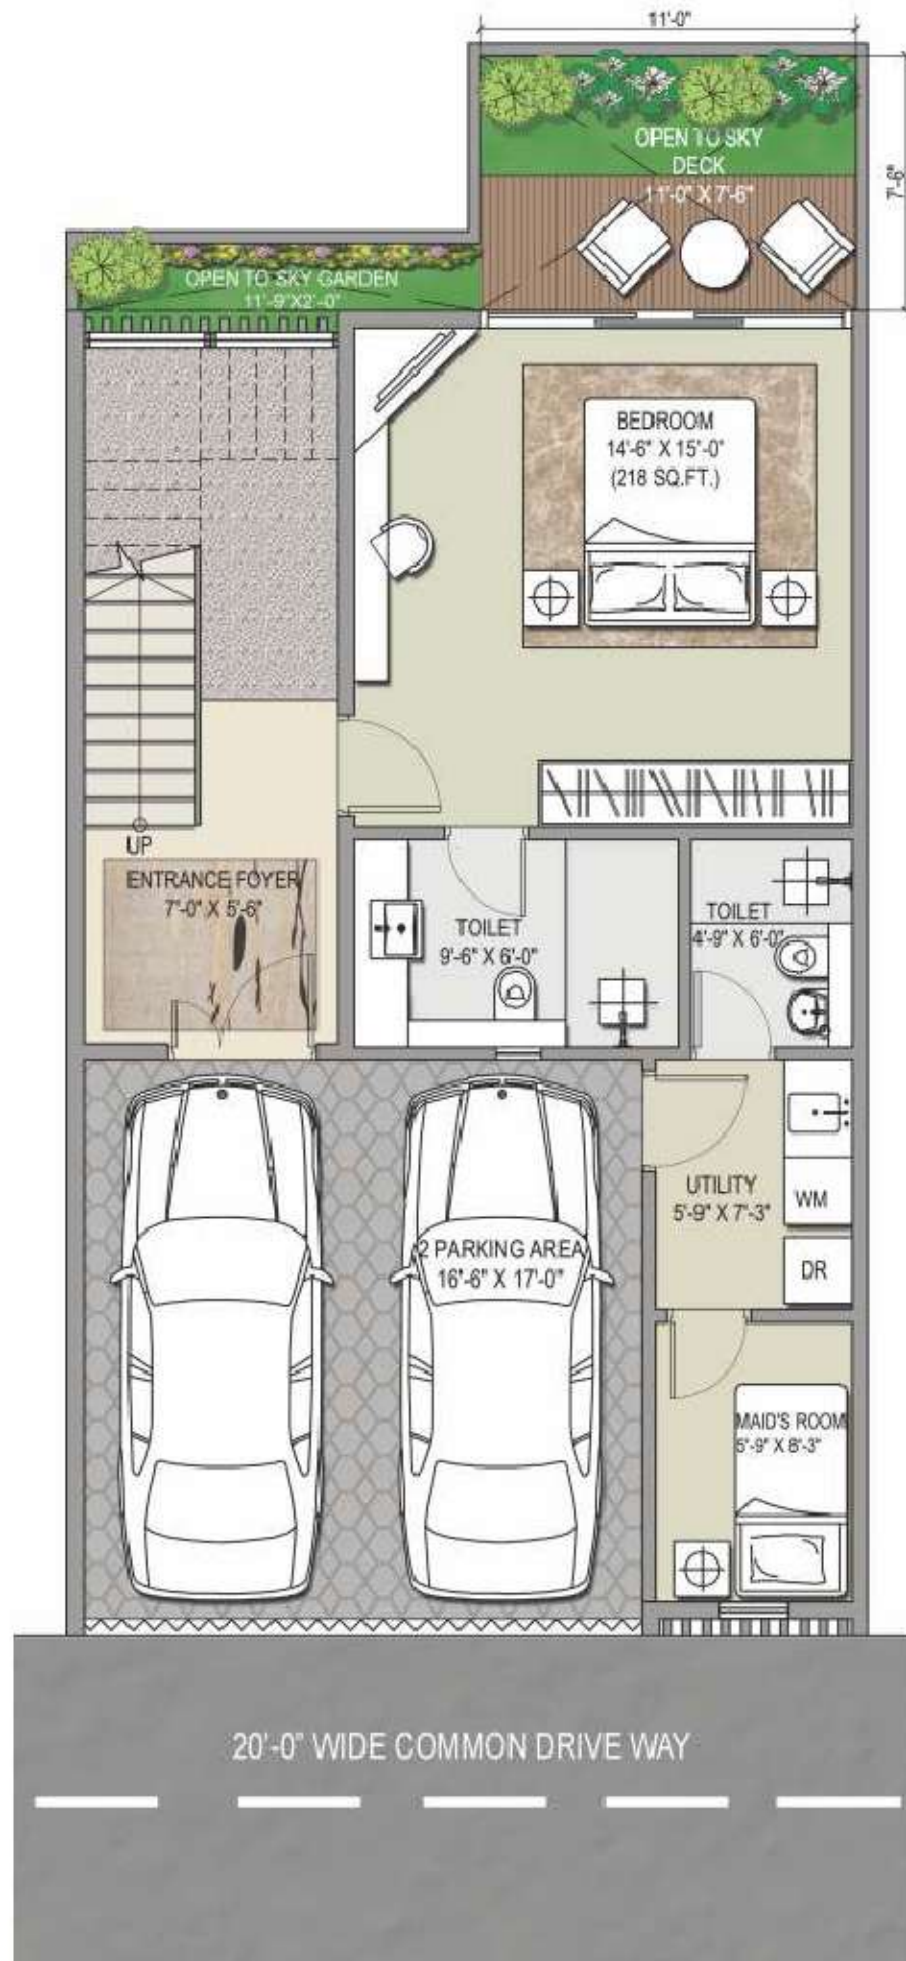 11'-0"
OPEN TO SKY
DECK
11'-0" X 7'-6"
7'-6"
OPEN TO SKY GARDEN
11'-9"X2'-0"
BEDROOM
14'-6" X 15'-0"
(218 SQ.FT.)
UP
ENTRANCE FOYER
7'-0" X 5'-6"
TOILET
9'-6" X 6'-0"
TOILET
4'-9" X 6'-0"
UTILITY
5'-9" X 7'-3"
WM
DR
2 PARKING AREA
16'-6" X 17'-0"
MAID'S ROOM
5'-9" X 8'-3"
20'-0" WIDE COMMON DRIVE WAY